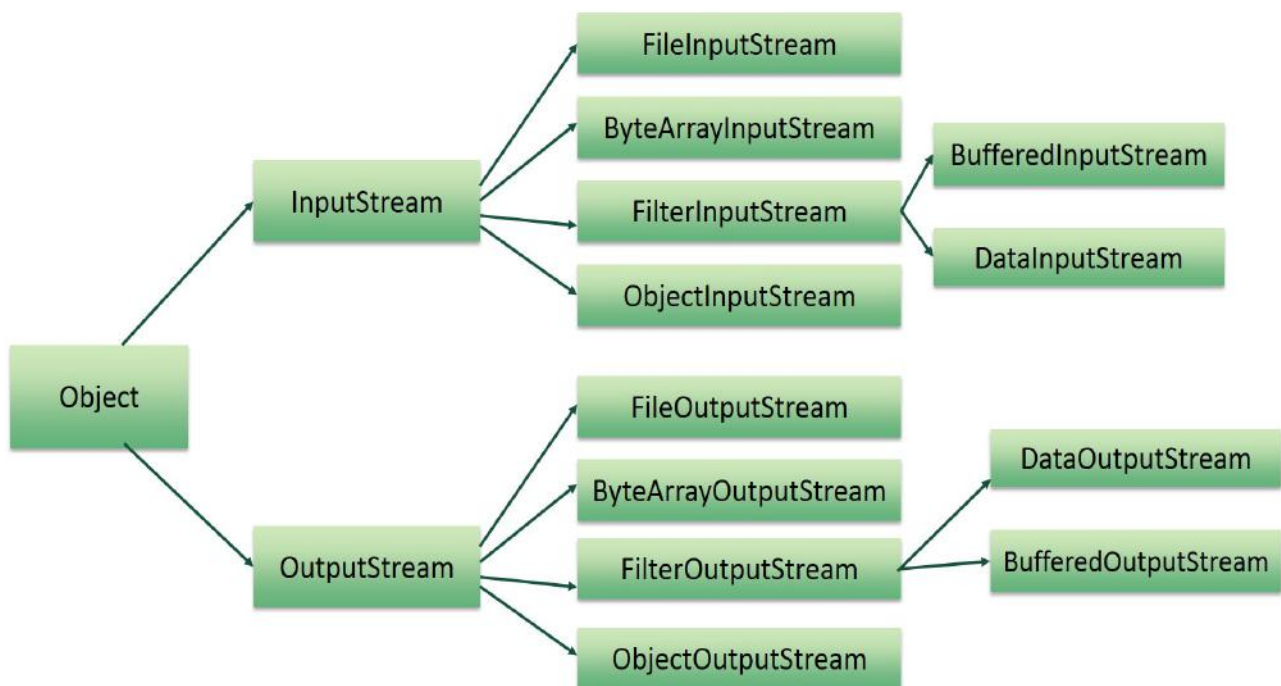 FileInputStream
ByteArrayInputStream
BufferedInputStream
InputStream
FilterInputStream
DataInputStream
ObjectInputStream
Object
FileOutputStream
DataOutputStream
ByteArrayOutputStream
OutputStream
FilterOutputStream
BufferedOutputStream
ObjectOutputStream